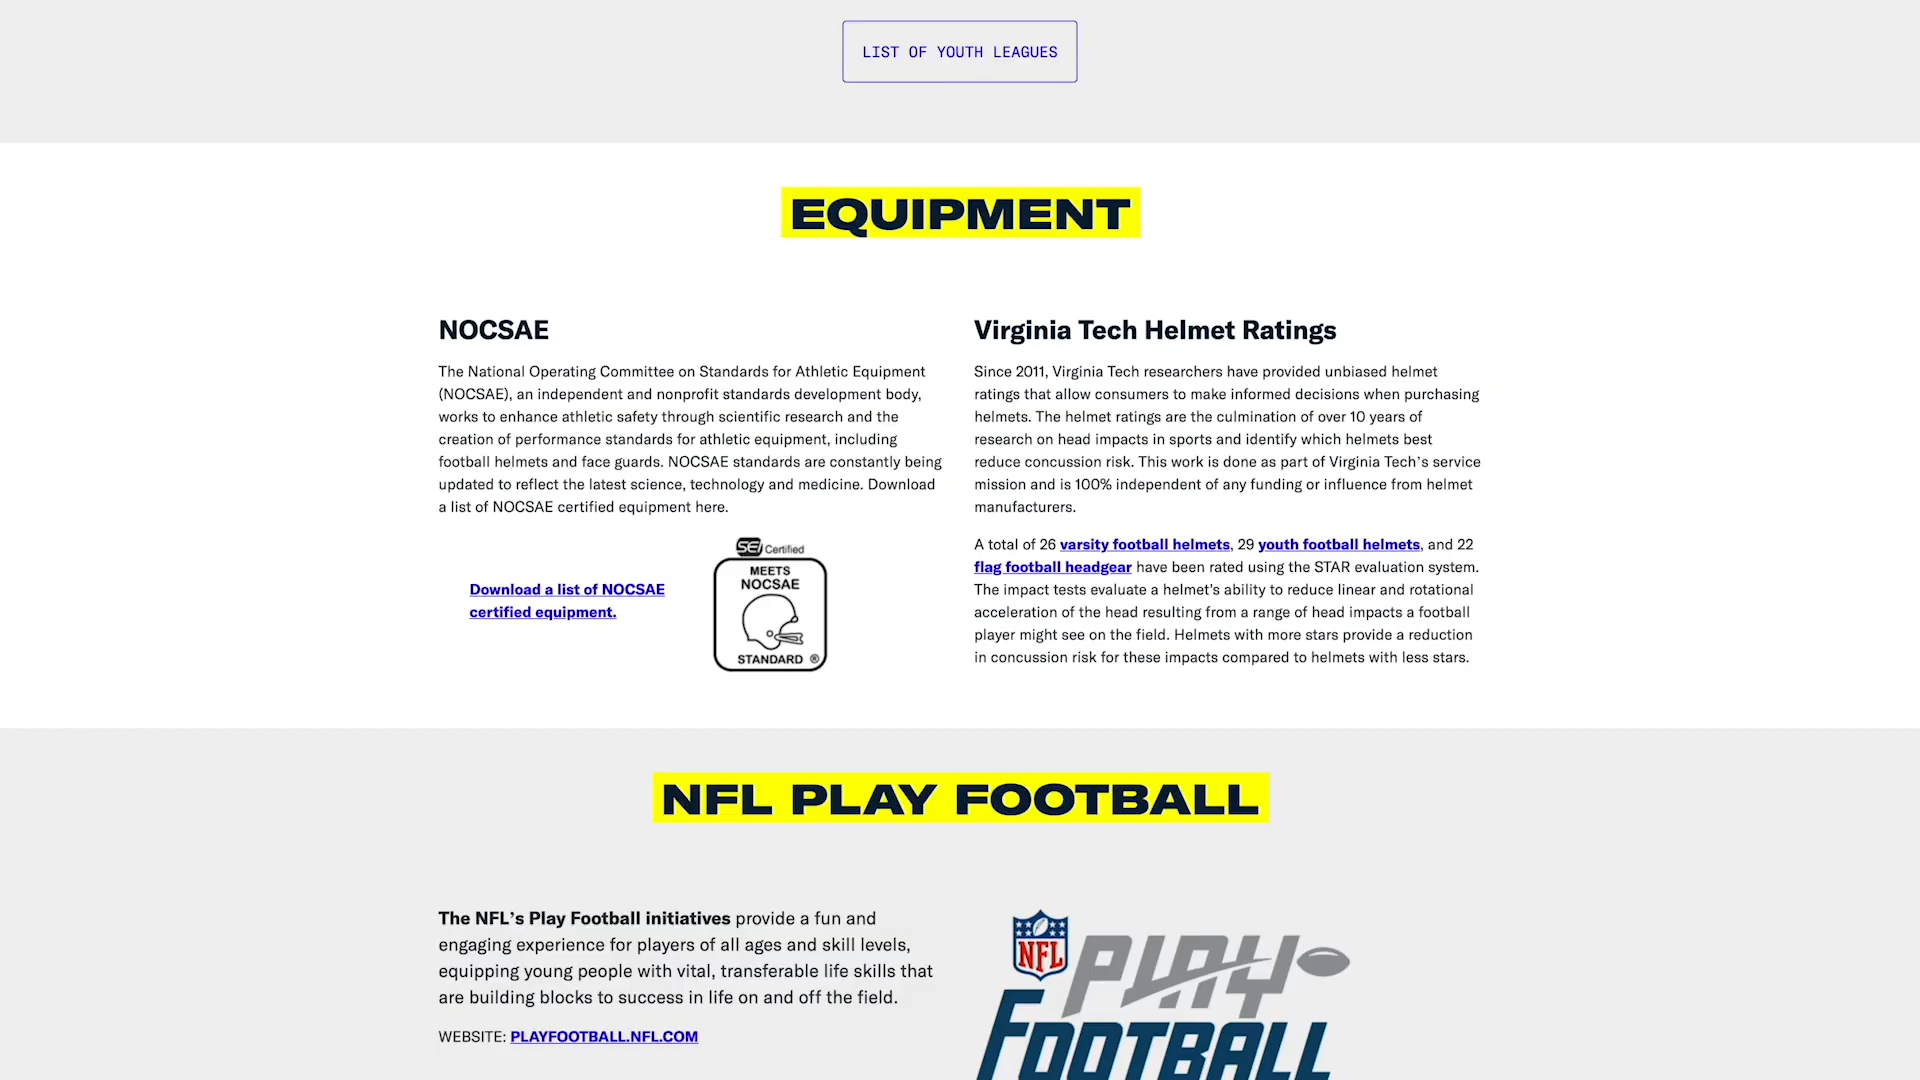 LIST OF YOUTH LEAGUES
EQUIPMENT
NOCSAE
The National Operating Committee on Standards for Athletic Equipment
(NOCSAE), an independent and nonprofit standards development body,
works to enhance athletic safety through scientific research and the
creation of performance standards for athletic equipment, including
football helmets and face guards. NOCSAE standards are constantly being
updated to reflect the latest science, technology and medicine. Download
a list of NOCSAE certified equipment here.
Download a list of NOCSAE
certified equipment.
SEI Certified
MEETS
NOCSAE
STANDARD ®
Virginia Tech Helmet Ratings
Since 2011, Virginia Tech researchers have provided unbiased helmet
ratings that allow consumers to make informed decisions when purchasing
helmets. The helmet ratings are the culmination of over 10 years of
research on head impacts in sports and identify which helmets best
reduce concussion risk. This work is done as part of Virginia Tech's service
mission and is 100% independent of any funding or influence from helmet
manufacturers.
A total of 26 varsity football helmets, 29 youth football helmets, and 22
flag football headgear have been rated using the STAR evaluation system.
The impact tests evaluate a helmet's ability to reduce linear and rotational
acceleration of the head resulting from a range of head impacts a football
player might see on the field. Helmets with more stars provide a reduction
in concussion risk for these impacts compared to helmets with less stars.
NFL PLAY FOOTBALL
The NFL's Play Football initiatives provide a fun and
engaging experience for players of all ages and skill levels,
equipping young people with vital, transferable life skills that
are building blocks to success in life on and off the field.
WEBSITE: PLAYFOOTBALL.NFL.COM
NFL
PLAY
FOOTBALL